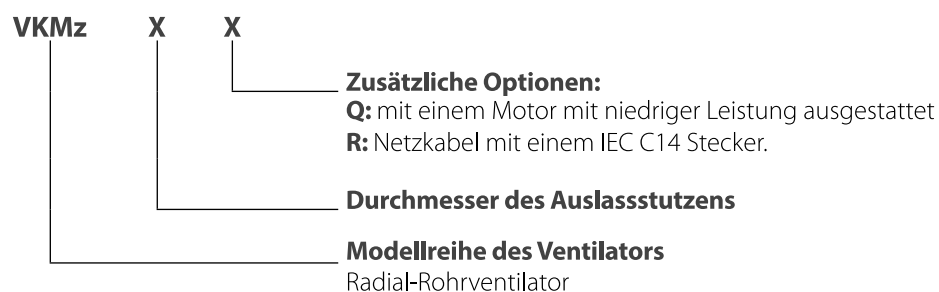 VKMz X X
Zusätzliche Optionen:
Q: mit einem Motor mit niedriger Leistung ausgestattet
R: Netzkabel mit einem IEC C14 Stecker.
Durchmesser des Auslassstutzens
Modellreihe des Ventilators
Radial-Rohrventilator